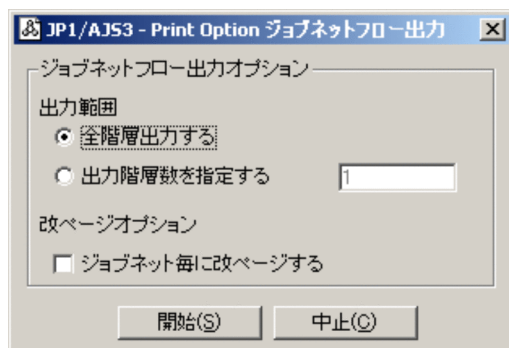 JP1/AJS3 - Print Option ジョブネットフロー出力
ジョブネットフロー出力オプション
出力範囲
全階層出力する
出力階層数を指定する 1
改ページオプション
ジョブネット毎に改ページする
開始(S) 中止(C)